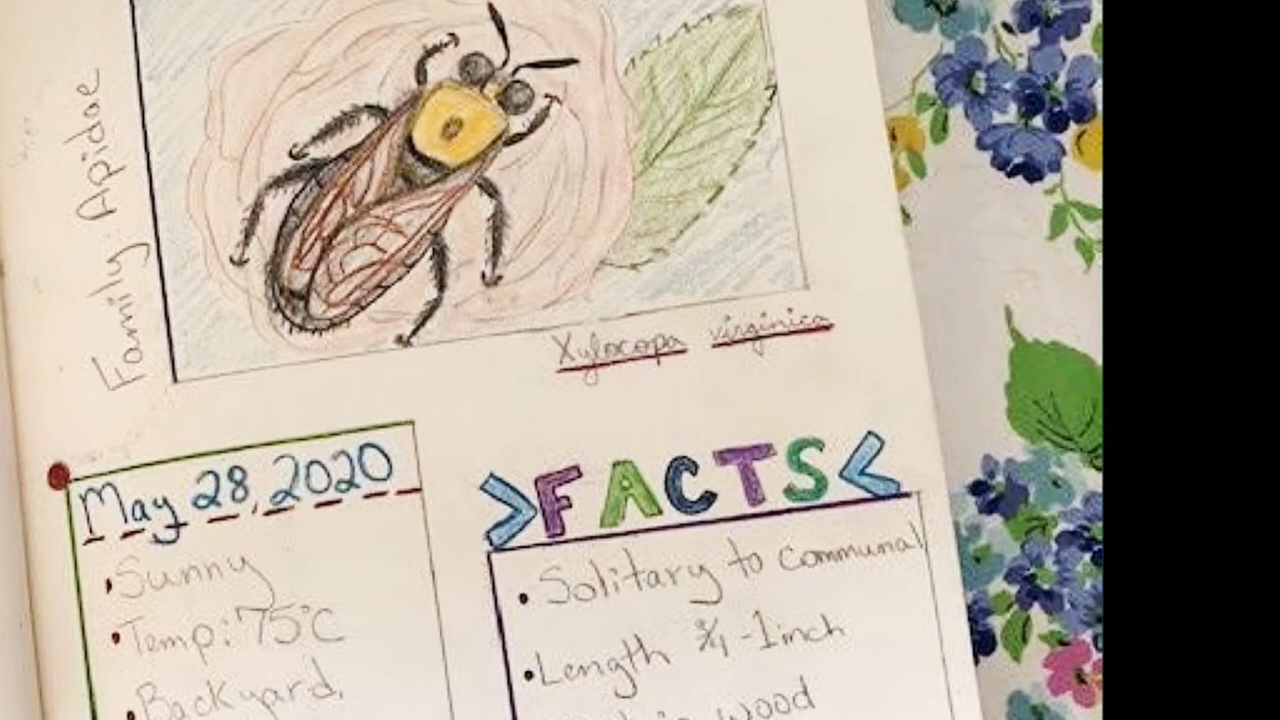 Family: Apidae
Xylocopa virginica
May 28, 2020
• Sunny
• Temp: 75°C
• Backyard,
>FACTS<
• Solitary to communal
• Length ¾-1inch
wood